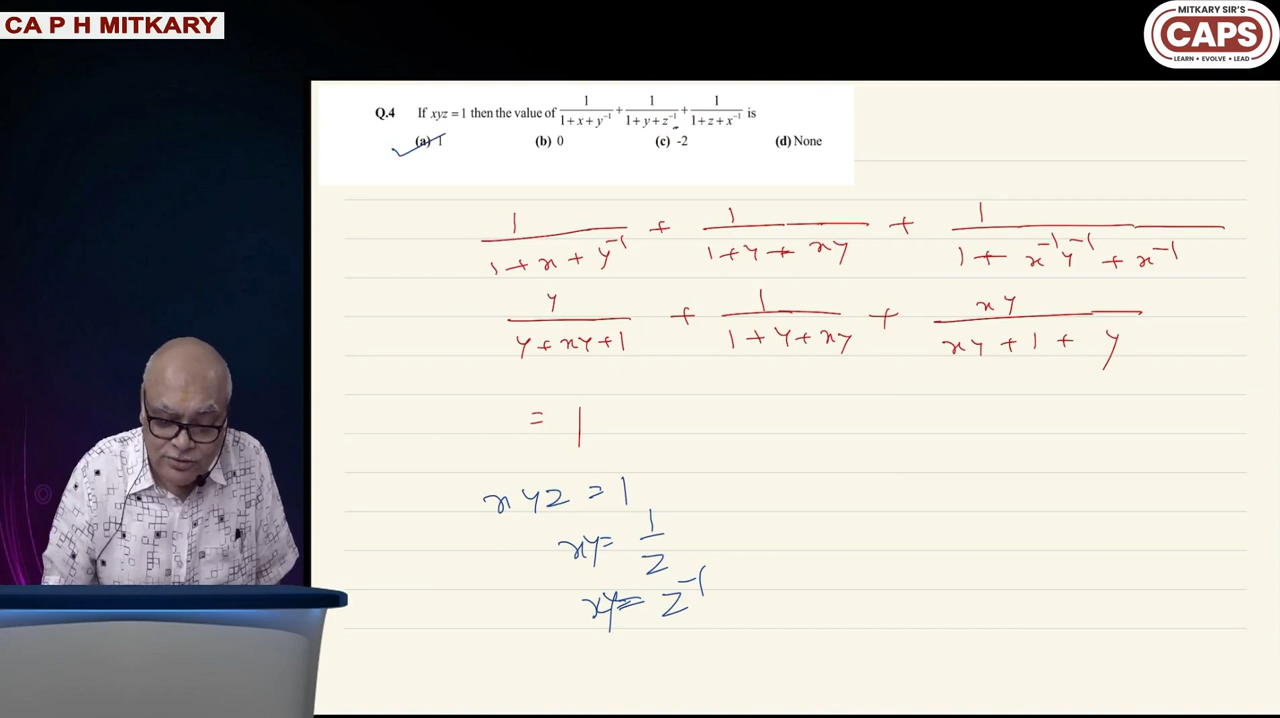 CA P H MITKARY
MITKARY SIR'S
CAPS
LEARN • EVOLVE • LEAD
Q.4 If xyz = 1 then the value of 1/(1+x+y⁻¹) + 1/(1+y+z⁻¹) + 1/(1+z+x⁻¹) is
(a) 1 (b) 0 (c) -2 (d) None
1/(1+x+y⁻¹) + 1/(1+y+xy) + 1/(1+x⁻¹y⁻¹+x⁻¹)
y/(y+xy+1) + 1/(1+y+xy) + xy/(xy+1+y)
= 1
xyz = 1
xy = 1/z
xy = z⁻¹